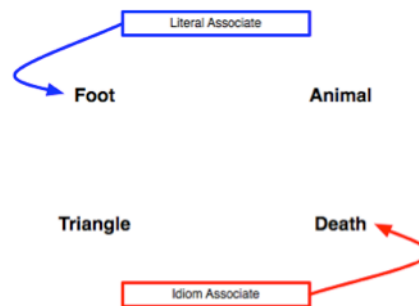 Literal Associate
Foot
Animal
Triangle
Death
Idiom Associate